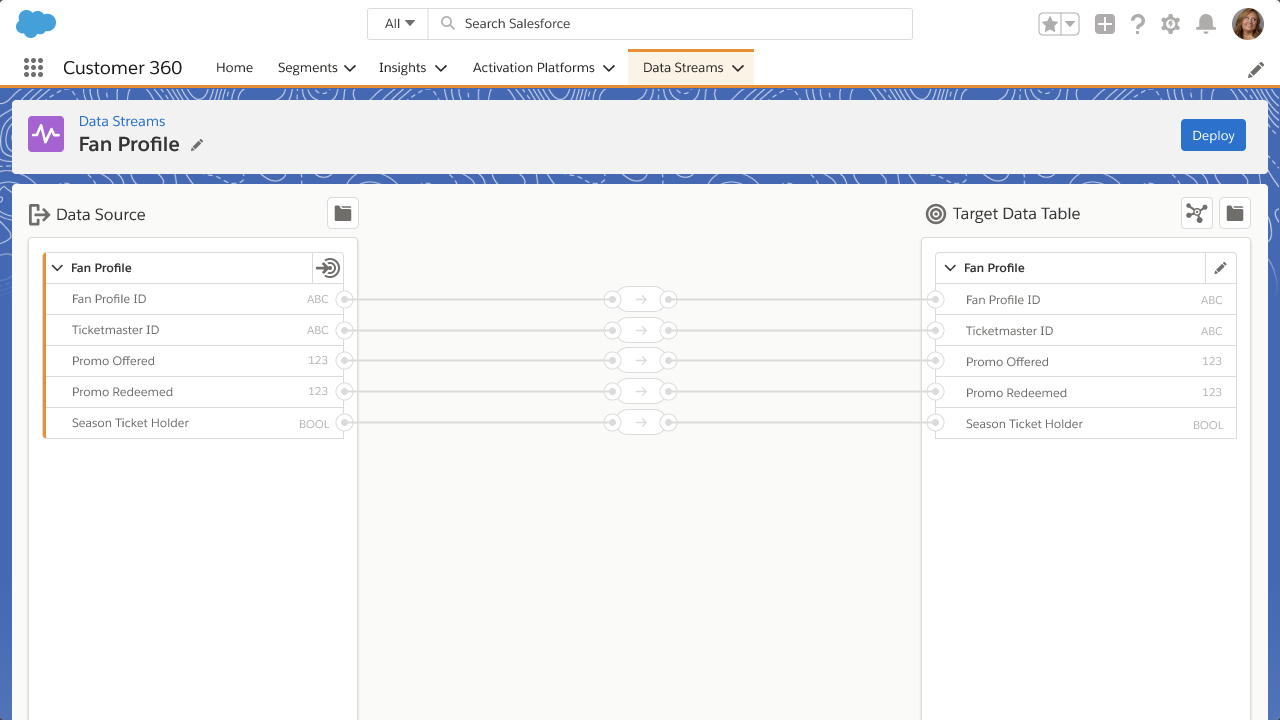 All
Search Salesforce
Customer 360
Home
Segments
Insights
Activation Platforms
Data Streams
Data Streams
Fan Profile
Deploy
Data Source
Target Data Table
Fan Profile
Fan Profile ID ABC
Ticketmaster ID ABC
Promo Offered 123
Promo Redeemed 123
Season Ticket Holder BOOL
Fan Profile
Fan Profile ID ABC
Ticketmaster ID ABC
Promo Offered 123
Promo Redeemed 123
Season Ticket Holder BOOL